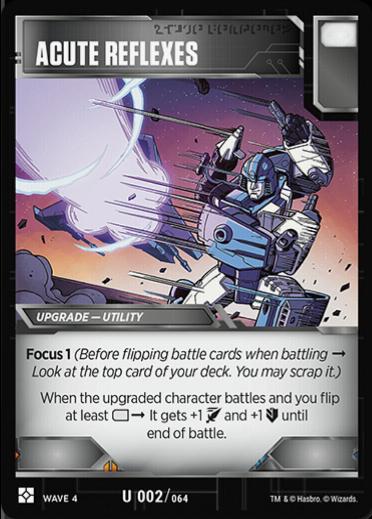 ACUTE REFLEXES
UPGRADE — UTILITY
Focus 1 (Before flipping battle cards when battling →
Look at the top card of your deck. You may scrap it.)
When the upgraded character battles and you flip
at least → It gets +1 and +1 until
end of battle.
WAVE 4 U 002/064 TM & © Hasbro. © Wizards.